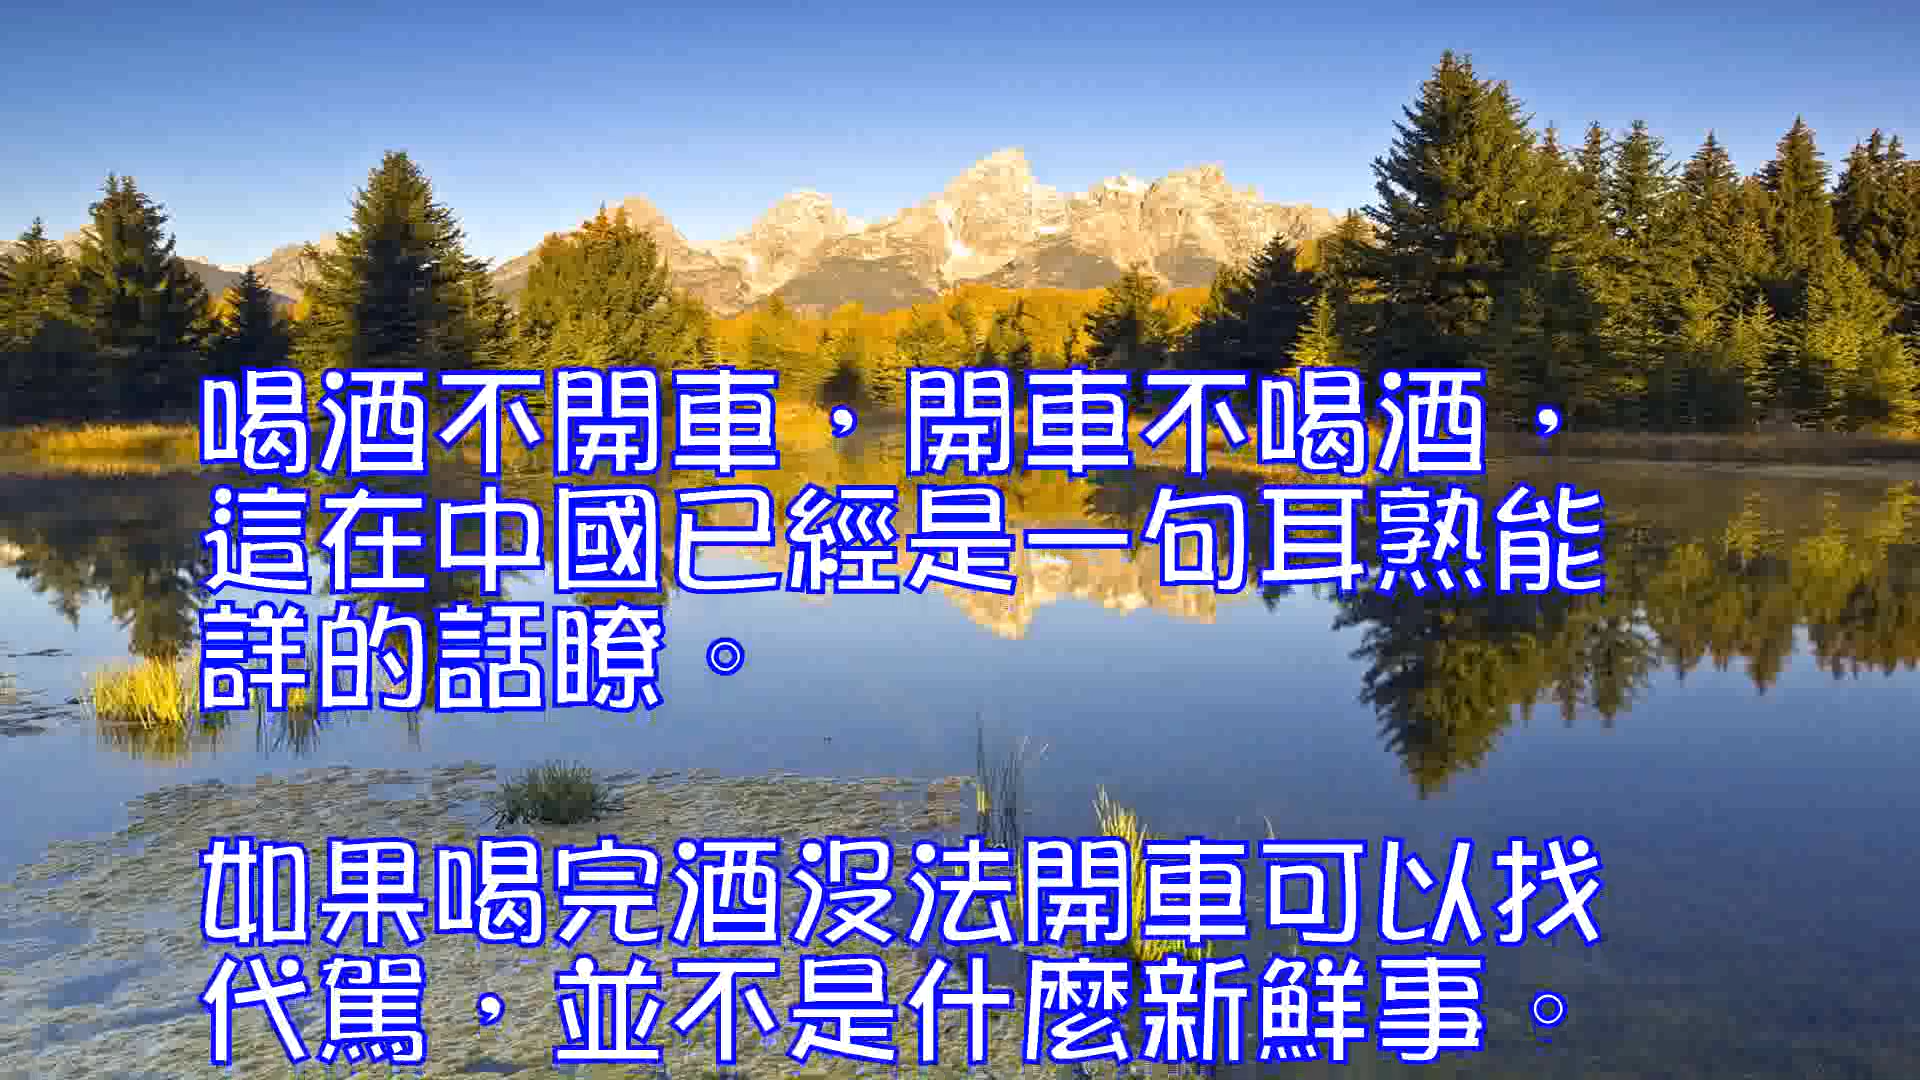 喝酒不開車，開車不喝酒，
這在中國已經是一句耳熟能
詳的話瞭。
如果喝完酒沒法開車可以找
代駕，並不是什麼新鮮事。